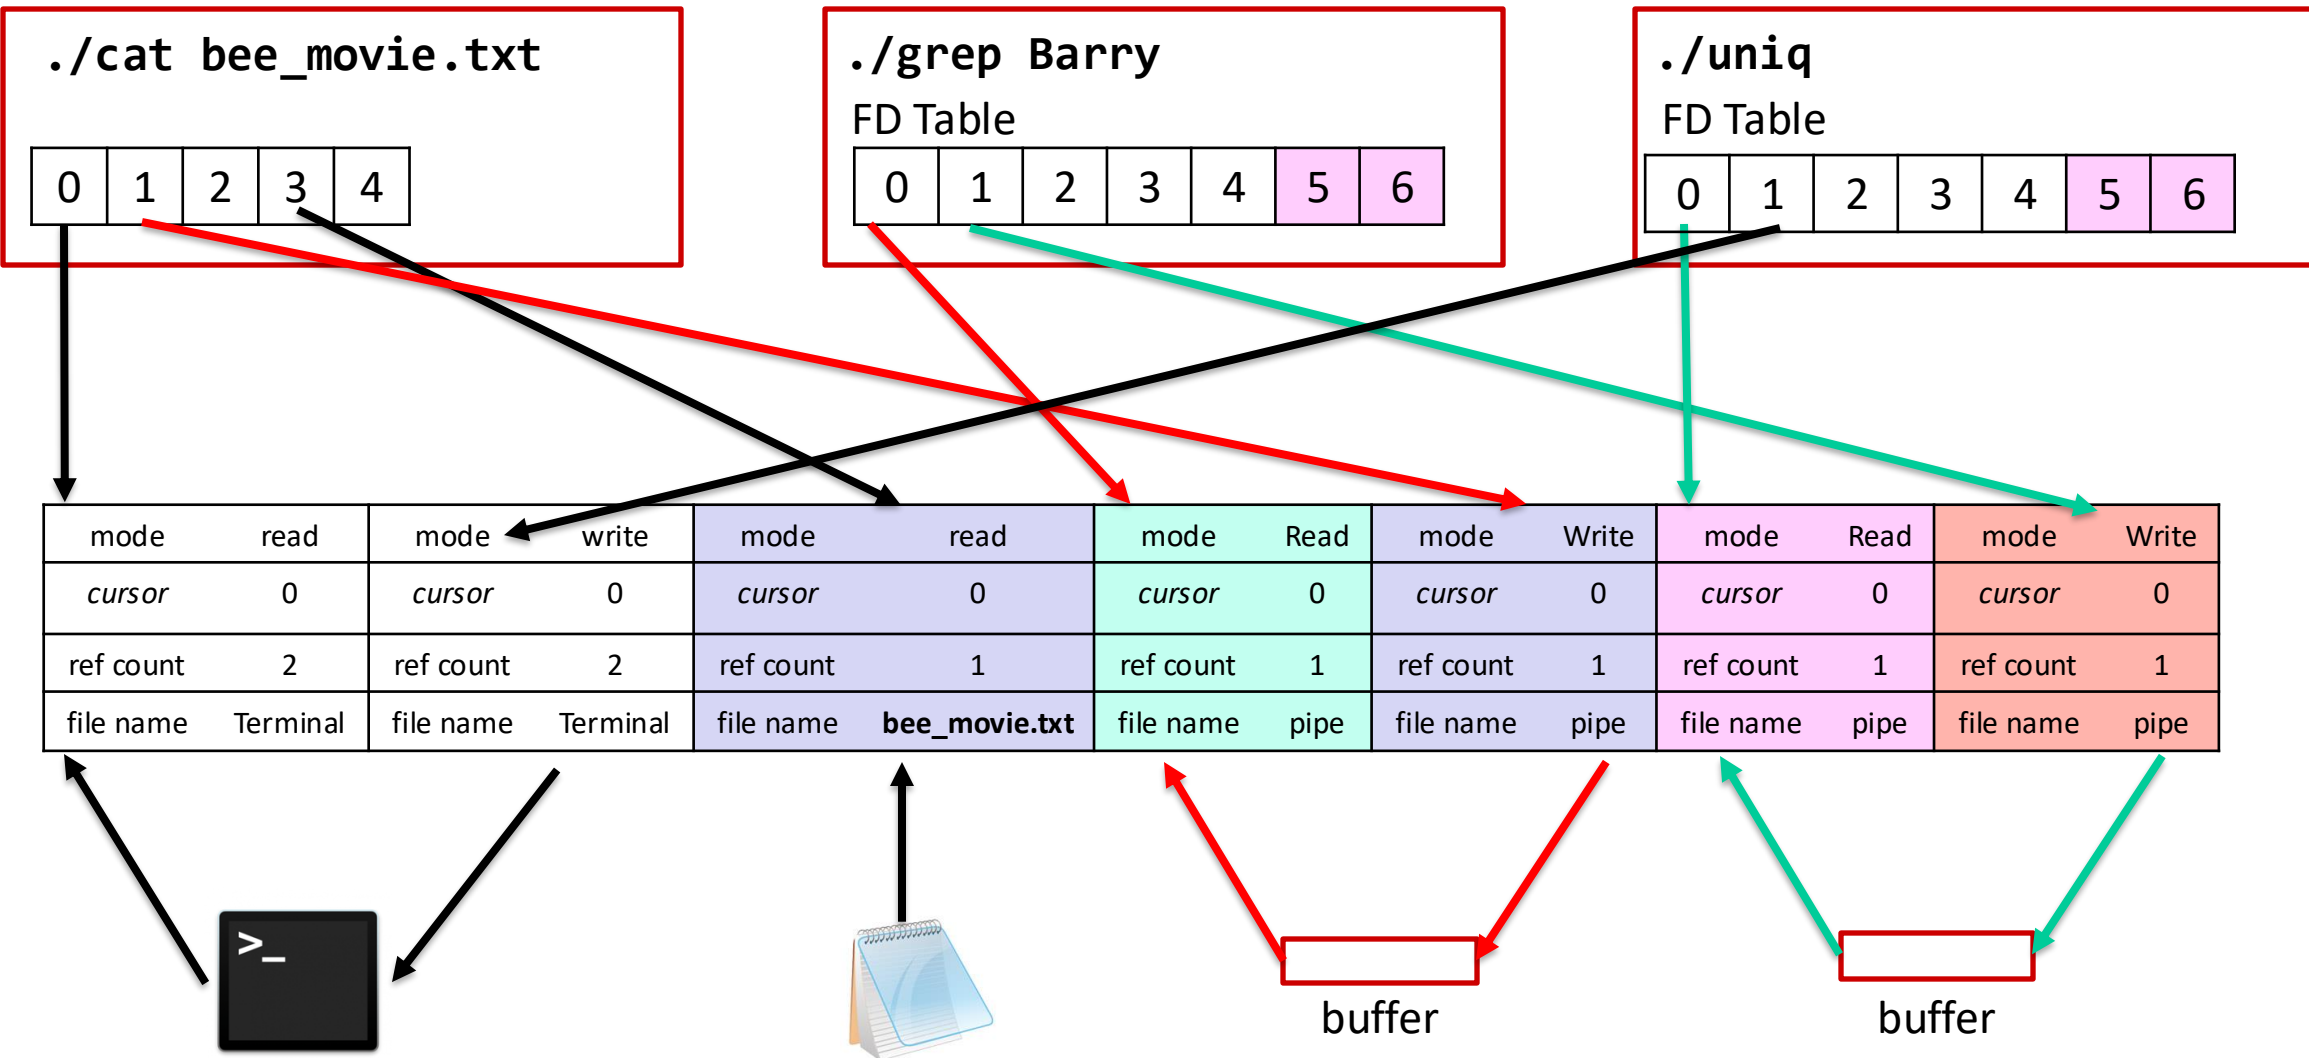 ./cat bee_movie.txt
0 1 2 3 4
./grep Barry
FD Table
0 1 2 3 4 5 6
./uniq
FD Table
0 1 2 3 4 5 6
mode read mode write mode read mode Read mode Write mode Read mode Write
cursor 0 cursor 0 cursor 0 cursor 0 cursor 0 cursor 0 cursor 0
ref count 2 ref count 2 ref count 1 ref count 1 ref count 1 ref count 1 ref count 1
file name Terminal file name Terminal file name bee_movie.txt file name pipe file name pipe file name pipe file name pipe
>_
buffer
buffer